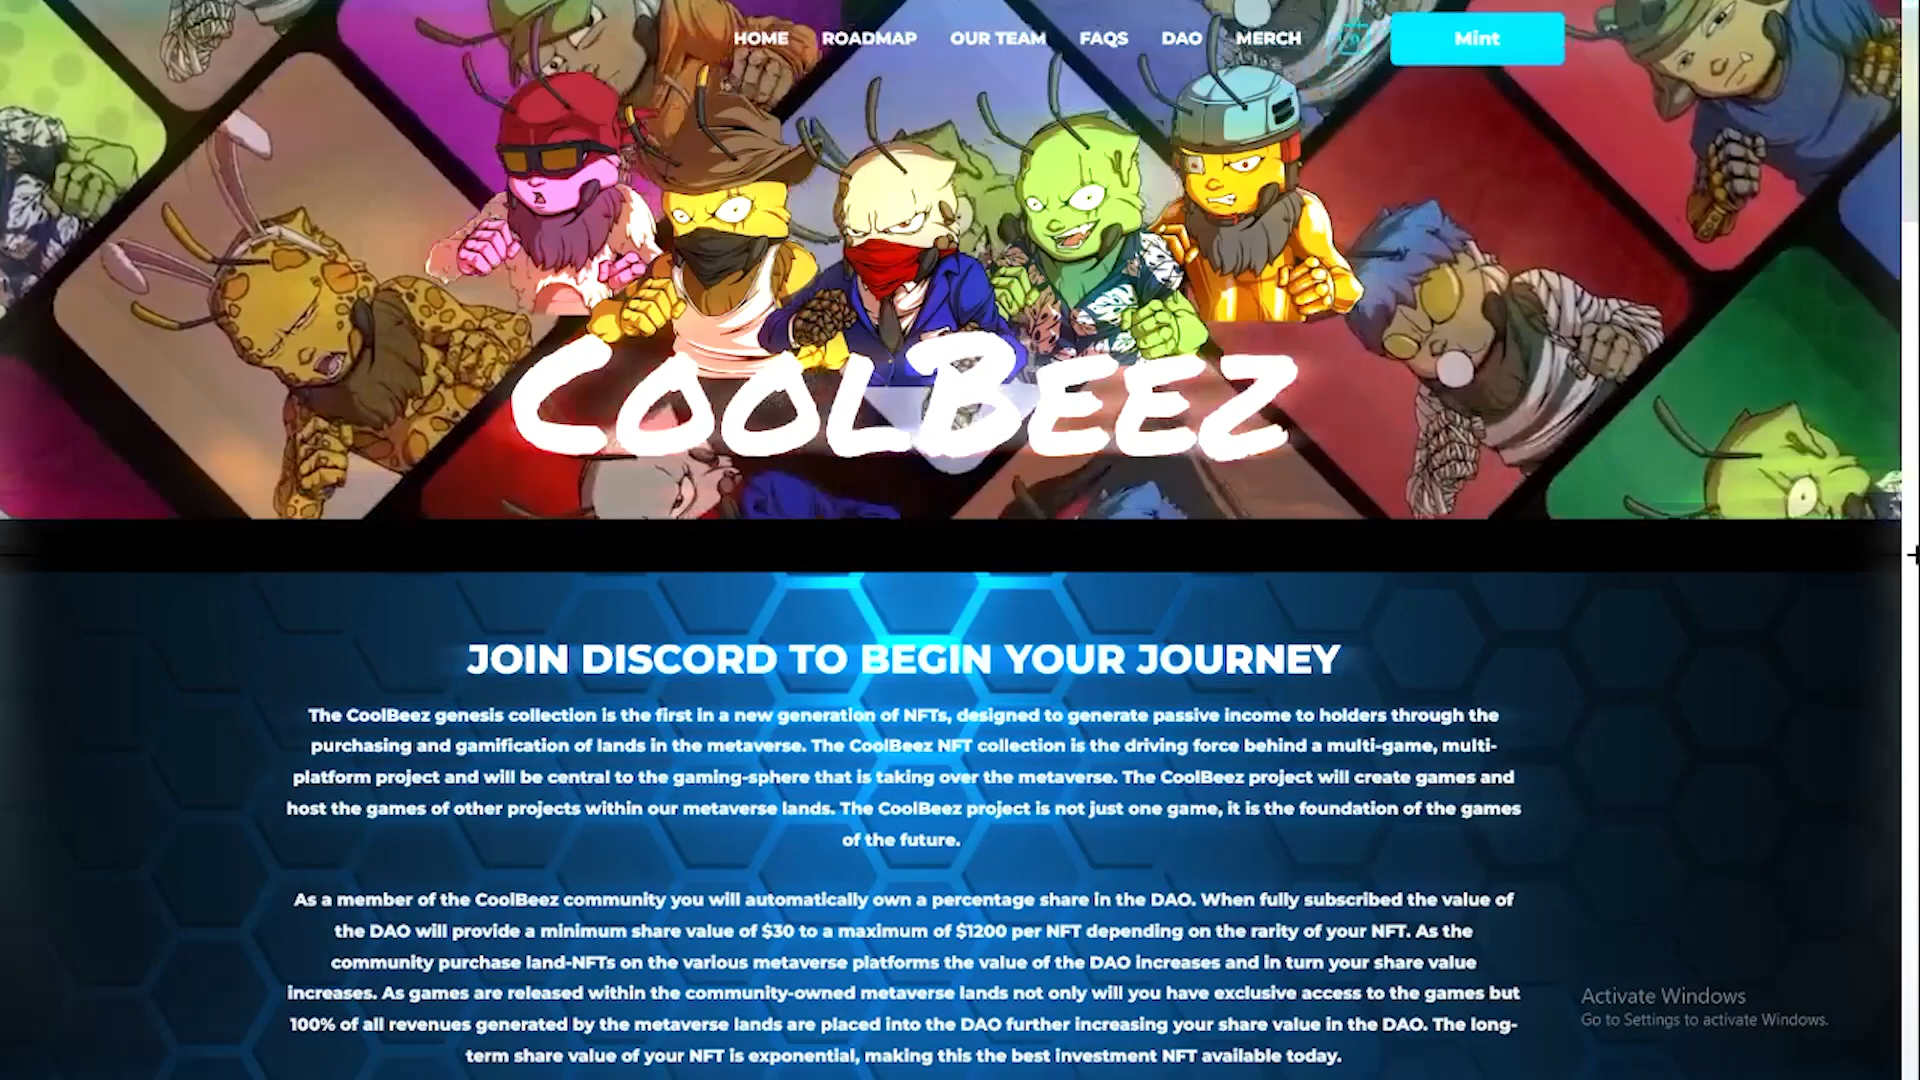 HOME ROADMAP OUR TEAM FAQS DAO MERCH Mint
COOLBEEZ
JOIN DISCORD TO BEGIN YOUR JOURNEY
The CoolBeez genesis collection is the first in a new generation of NFTs, designed to generate passive income to holders through the
purchasing and gamification of lands in the metaverse. The CoolBeez NFT collection is the driving force behind a multi-game, multi-
platform project and will be central to the gaming-sphere that is taking over the metaverse. The CoolBeez project will create games and
host the games of other projects within our metaverse lands. The CoolBeez project is not just one game, it is the foundation of the games
of the future.
As a member of the CoolBeez community you will automatically own a percentage share in the DAO. When fully subscribed the value of
the DAO will provide a minimum share value of $30 to a maximum of $1200 per NFT depending on the rarity of your NFT. As the
community purchase land-NFTs on the various metaverse platforms the value of the DAO increases and in turn your share value
increases. As games are released within the community-owned metaverse lands not only will you have exclusive access to the games but
100% of all revenues generated by the metaverse lands are placed into the DAO further increasing your share value in the DAO. The long-
term share value of your NFT is exponential, making this the best investment NFT available today.
Activate Windows
Go to Settings to activate Windows.